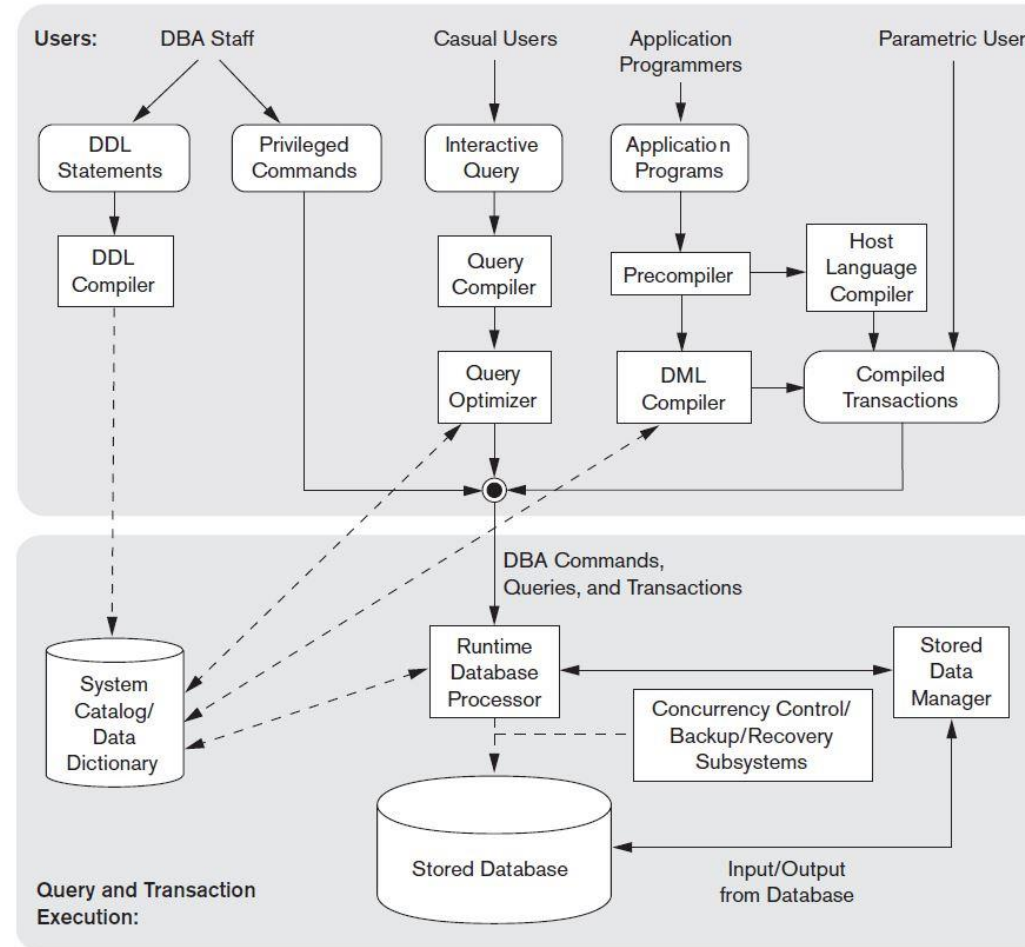 Users:
DBA Staff
Casual Users
Application
Programmers
Parametric User
DDL
Statements
Privileged
Commands
Interactive
Query
Application
Programs
DDL
Compiler
Query
Compiler
Precompiler
Host
Language
Compiler
Query
Optimizer
DML
Compiler
Compiled
Transactions
DBA Commands,
Queries, and Transactions
System
Catalog/
Data
Dictionary
Runtime
Database
Processor
Stored
Data
Manager
Concurrency Control/
Backup/Recovery
Subsystems
Stored Database
Input/Output
from Database
Query and Transaction
Execution: